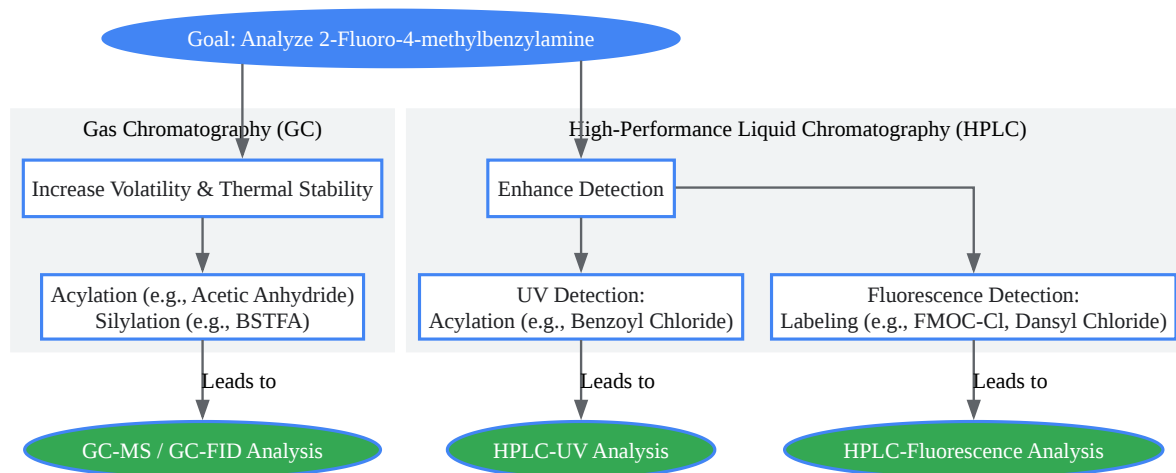 Goal: Analyze 2-Fluoro-4-methylbenzylamine
Gas Chromatography (GC)
High-Performance Liquid Chromatography (HPLC)
Increase Volatility & Thermal Stability
Enhance Detection
Acylation (e.g., Acetic Anhydride)
Silylation (e.g., BSTFA)
UV Detection:
Acylation (e.g., Benzoyl Chloride)
Fluorescence Detection:
Labeling (e.g., FMOC-Cl, Dansyl Chloride)
Leads to
Leads to
Leads to
GC-MS / GC-FID Analysis
HPLC-UV Analysis
HPLC-Fluorescence Analysis